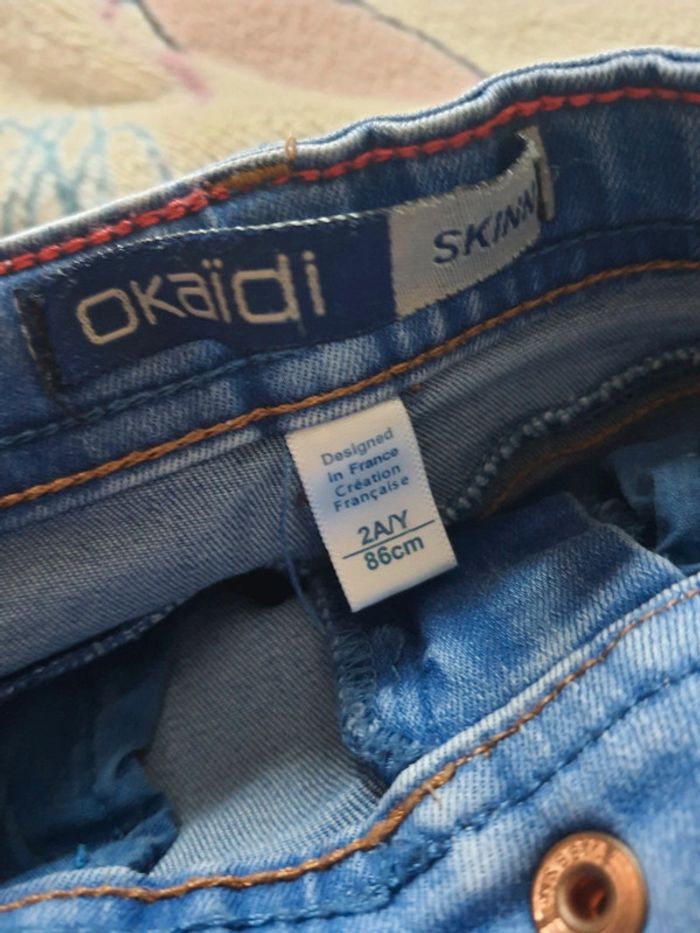 okaïdi
SKINN
Designed
in France
Création
Française
2A/Y
86cm